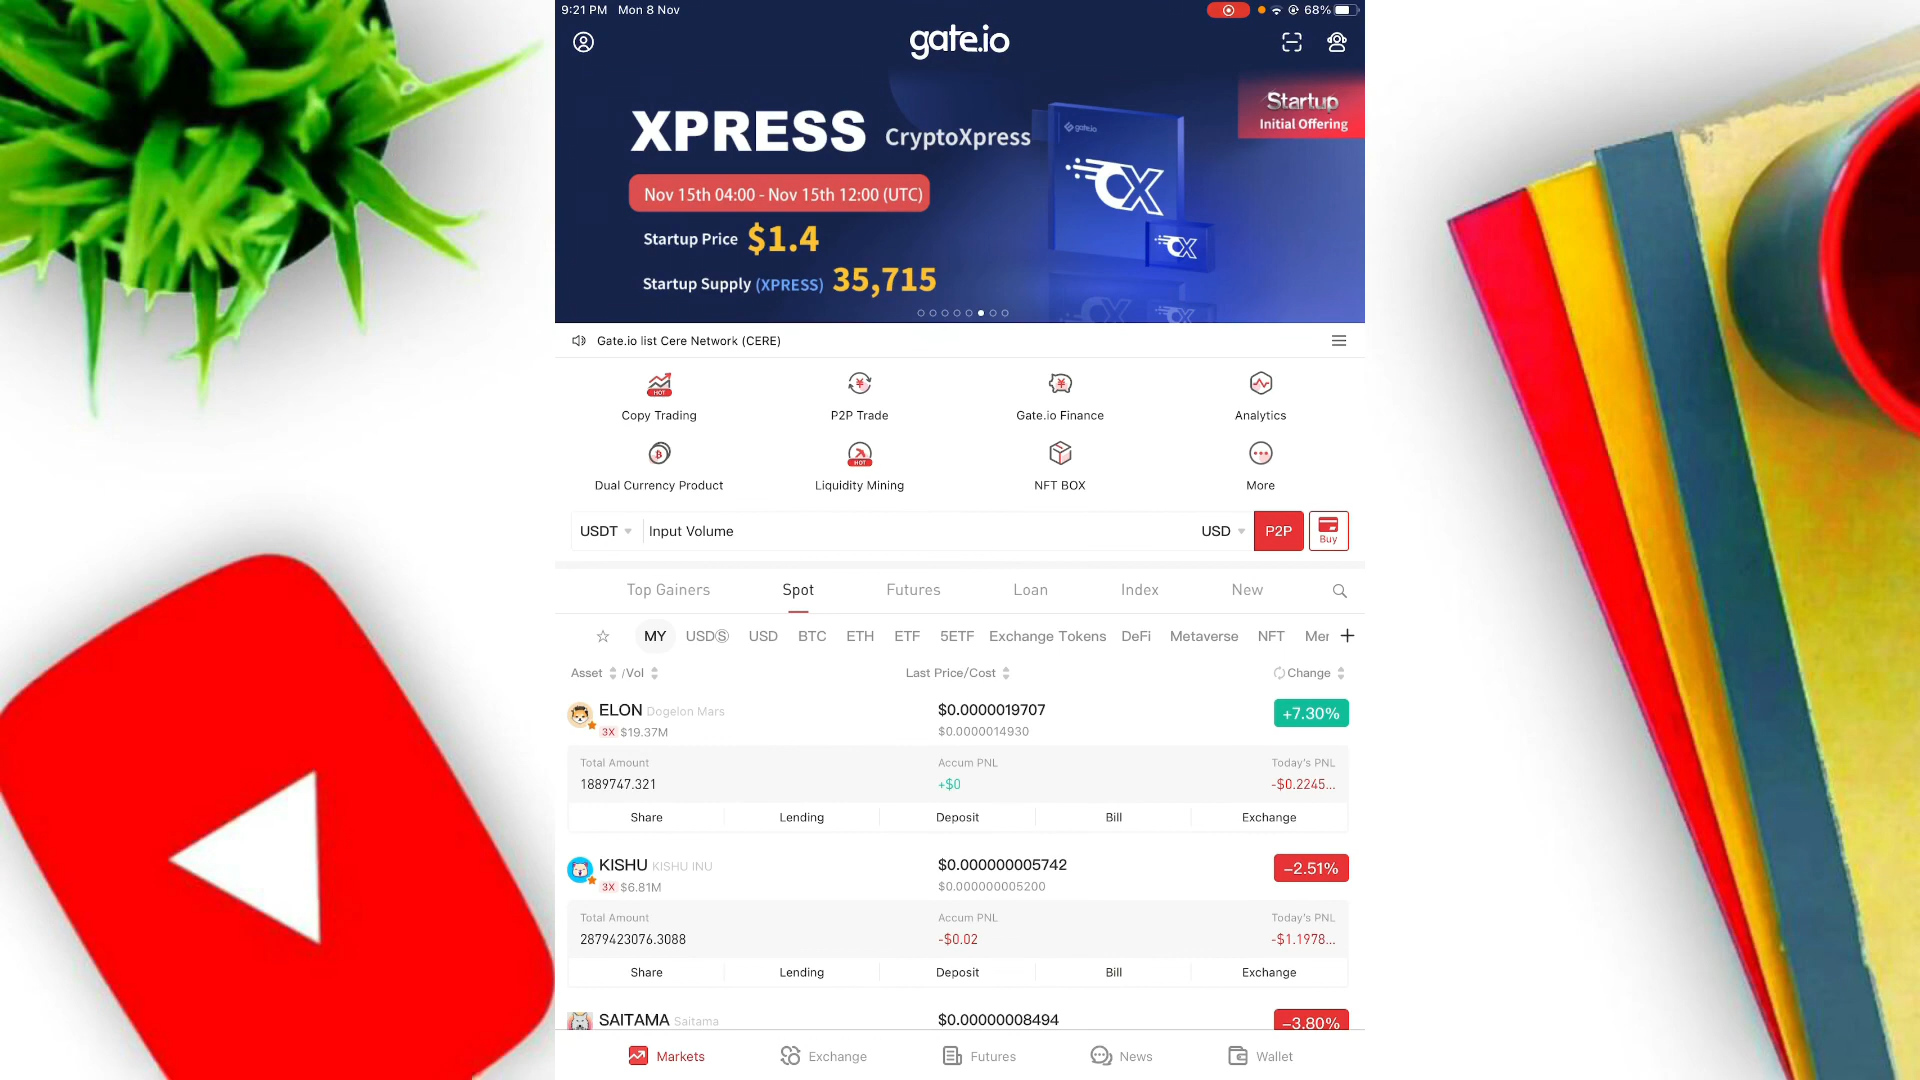 9:21 PM Mon 8 Nov 68%
gate.io
Startup
Initial Offering
XPRESS CryptoXpress
gate.io
CX
Nov 15th 04:00 - Nov 15th 12:00 (UTC)
CX
Startup Price $1.4
Startup Supply (XPRESS) 35,715
Gate.io list Cere Network (CERE)
HOT
Copy Trading P2P Trade Gate.io Finance Analytics
HOT
Dual Currency Product Liquidity Mining NFT BOX More
USDT Input Volume USD P2P Buy
Top Gainers Spot Futures Loan Index New
MY USDⓈ USD BTC ETH ETF 5ETF Exchange Tokens DeFi Metaverse NFT Mer +
Asset /Vol Last Price/Cost Change
ELON Dogelon Mars $0.0000019707 +7.30%
3X $19.37M $0.0000014930
Total Amount Accum PNL Today's PNL
1889747.321 +$0 -$0.2245...
Share Lending Deposit Bill Exchange
KISHU KISHU INU $0.000000005742 −2.51%
3X $6.81M $0.000000005200
Total Amount Accum PNL Today's PNL
2879423076.3088 -$0.02 -$1.1978...
Share Lending Deposit Bill Exchange
SAITAMA Saitama $0.00000008494 −3.80%
Markets Exchange Futures News Wallet